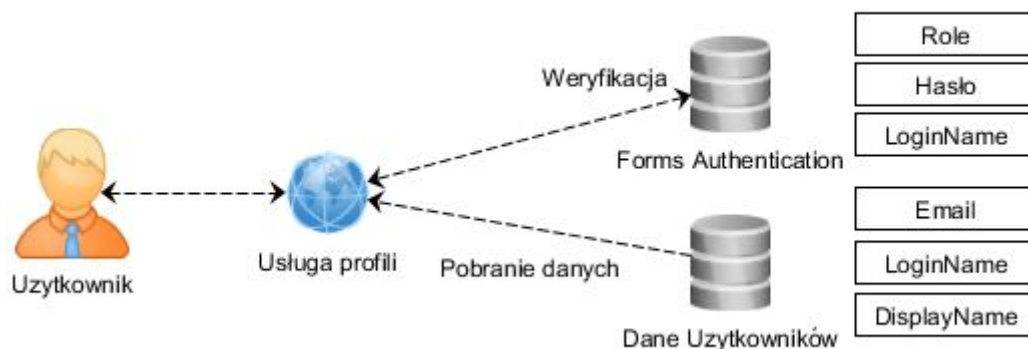 Role
Weryfikacja
Hasło
LoginName
Forms Authentication
Email
Usługa profili
Pobranie danych
LoginName
Uzytkownik
DisplayName
Dane Uzytkowników